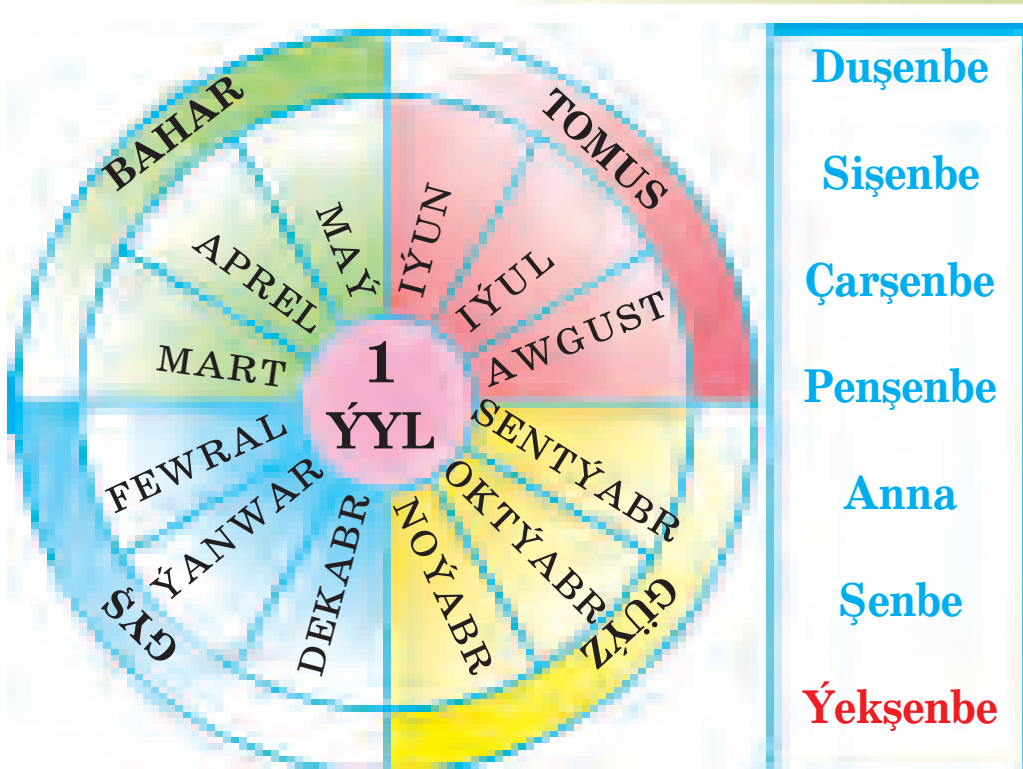 BAHAR
TOMUS
GÜÝZ
GYŞ
MART
APREL
MAÝ
IÝUN
IÝUL
AWGUST
SENTÝABR
OKTÝABR
NOÝABR
DEKABR
ÝANWAR
FEWRAL
1
ÝYL
Duşenbe
Sişenbe
Çarşenbe
Penşenbe
Anna
Şenbe
Ýekşenbe